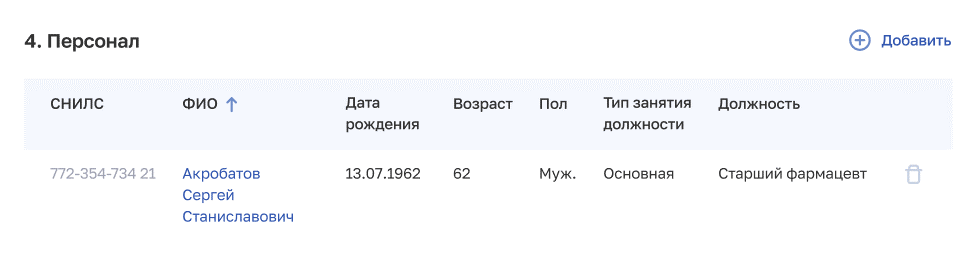 4. Персонал
Добавить
СНИЛС ФИО ↑ Дата рождения Возраст Пол Тип занятия должности Должность
772-354-734 21 Акробатов Сергей Станиславович 13.07.1962 62 Муж. Основная Старший фармацевт